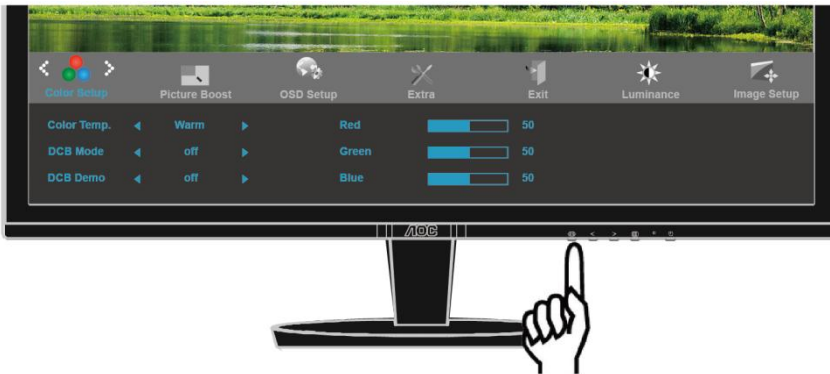 Color Setup Picture Boost OSD Setup Extra Exit Luminance Image Setup
Color Temp. Warm Red 50
DCB Mode off Green 50
DCB Demo off Blue 50
AOC